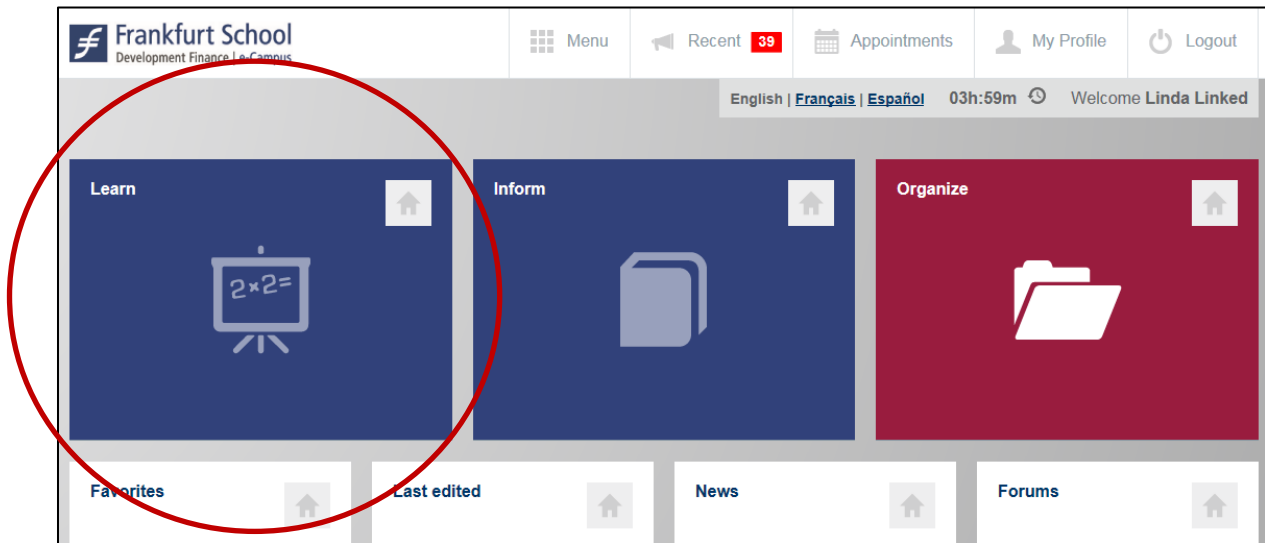 Frankfurt School
Development Finance | e-Campus
Menu
Recent 39
Appointments
My Profile
Logout
English | Français | Español 03h:59m Welcome Linda Linked
Learn
Inform
Organize
2×2=
Favorites
Last edited
News
Forums